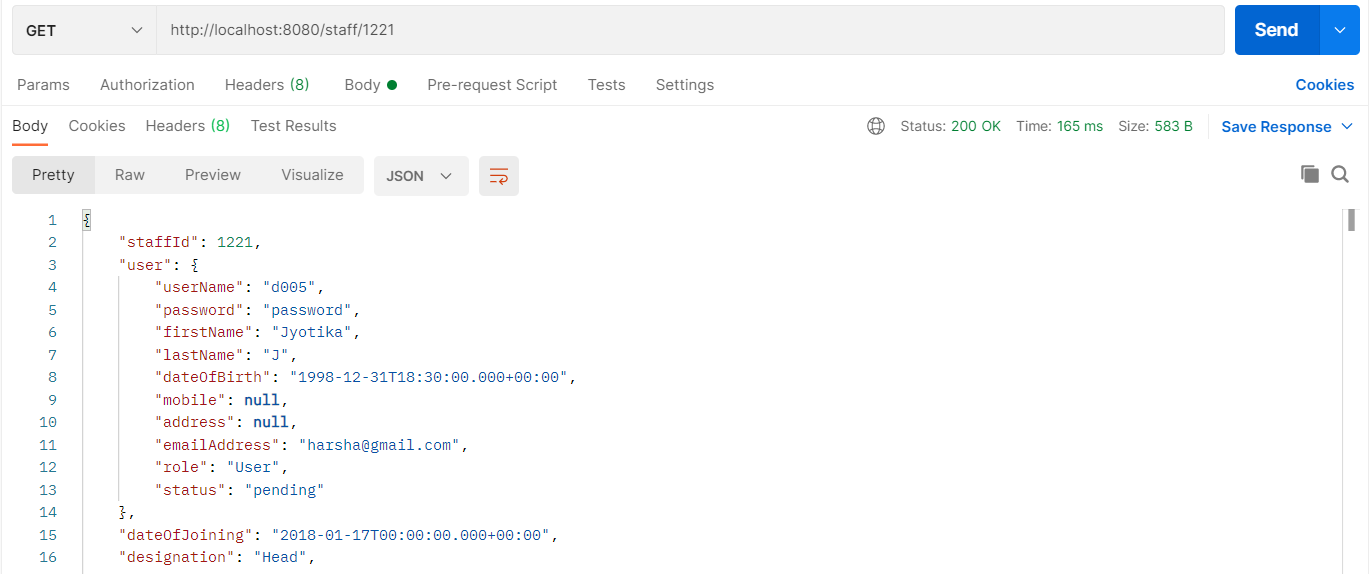 GET http://localhost:8080/staff/1221 Send
Params Authorization Headers (8) Body Pre-request Script Tests Settings Cookies
Body Cookies Headers (8) Test Results Status: 200 OK Time: 165 ms Size: 583 B Save Response
Pretty Raw Preview Visualize JSON
1 {
2 "staffId": 1221,
3 "user": {
4 "userName": "d005",
5 "password": "password",
6 "firstName": "Jyotika",
7 "lastName": "J",
8 "dateOfBirth": "1998-12-31T18:30:00.000+00:00",
9 "mobile": null,
10 "address": null,
11 "emailAddress": "harsha@gmail.com",
12 "role": "User",
13 "status": "pending"
14 },
15 "dateOfJoining": "2018-01-17T00:00:00.000+00:00",
16 "designation": "Head",